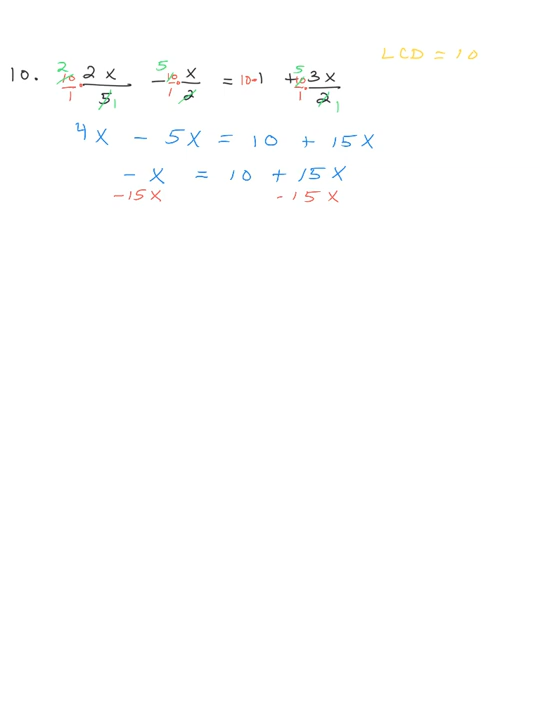 LCD = 10
10. 2 10/1 · 2x/5 1 - 5 10/1 · x/2 = 10·1 + 5 10/1 · 3x/2 1
4x - 5x = 10 + 15x
- x = 10 + 15x
-15x -15x